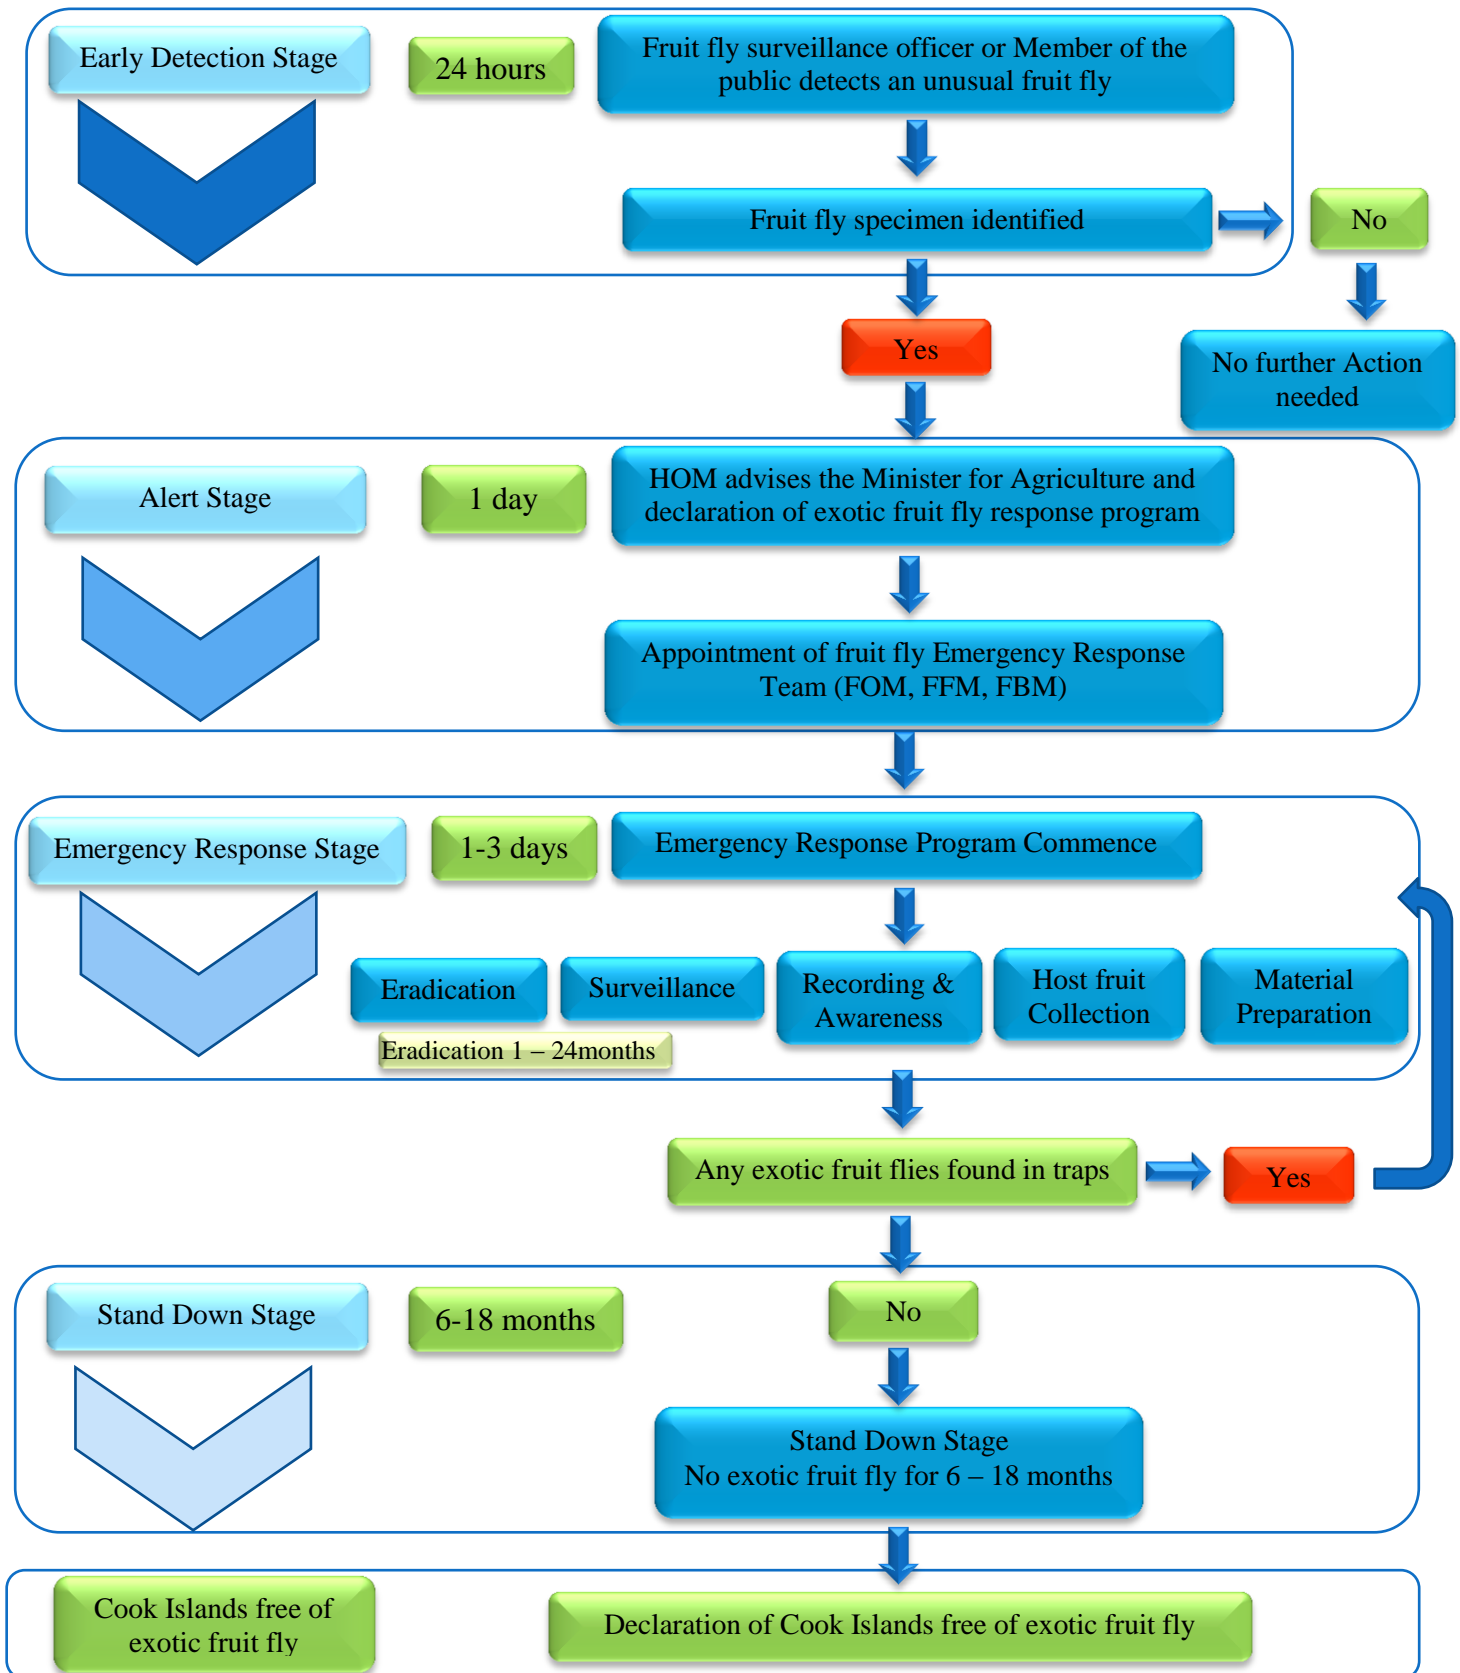 Early Detection Stage
24 hours
Fruit fly surveillance officer or Member of the
public detects an unusual fruit fly
Fruit fly specimen identified
No
Yes
No further Action
needed
Alert Stage
1 day
HOM advises the Minister for Agriculture and
declaration of exotic fruit fly response program
Appointment of fruit fly Emergency Response
Team (FOM, FFM, FBM)
Emergency Response Stage
1-3 days
Emergency Response Program Commence
Eradication
Surveillance
Recording &
Awareness
Host fruit
Collection
Material
Preparation
Eradication 1 – 24months
Any exotic fruit flies found in traps
Yes
Stand Down Stage
6-18 months
No
Stand Down Stage
No exotic fruit fly for 6 – 18 months
Cook Islands free of
exotic fruit fly
Declaration of Cook Islands free of exotic fruit fly